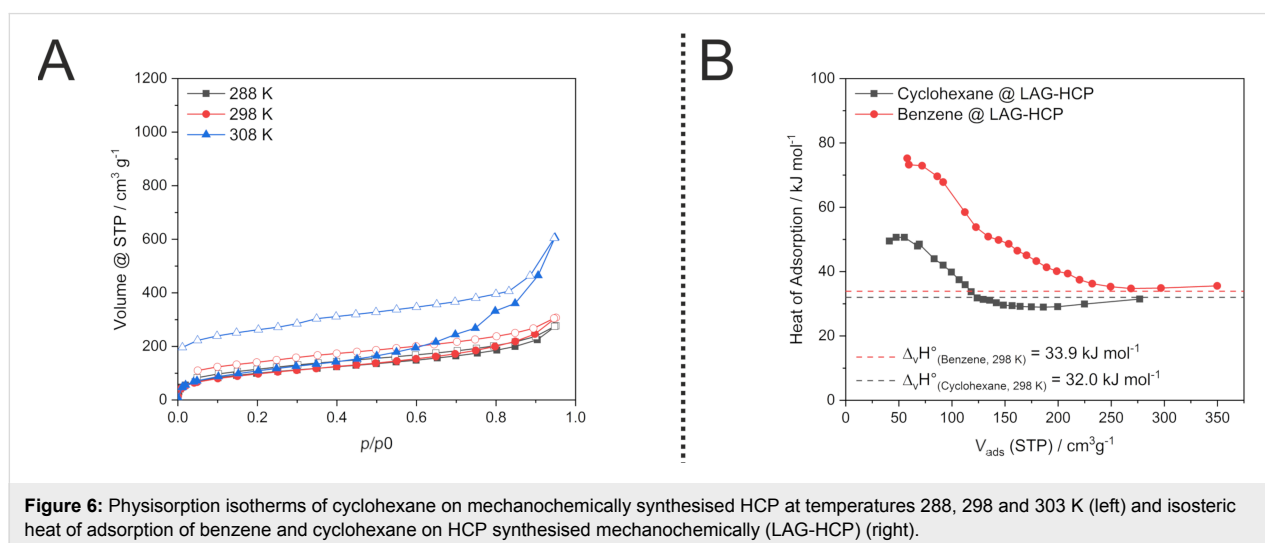 A
Volume @ STP / cm³ g⁻¹
1200
1000
800
600
400
200
0
288 K
298 K
308 K
0.0 0.2 0.4 0.6 0.8 1.0
p/p0
B
Heat of Adsorption / kJ mol⁻¹
100
80
60
40
20
0
Cyclohexane @ LAG-HCP
Benzene @ LAG-HCP
ΔᵥH°(Benzene, 298 K) = 33.9 kJ mol⁻¹
ΔᵥH°(Cyclohexane, 298 K) = 32.0 kJ mol⁻¹
0 50 100 150 200 250 300 350
Vads (STP) / cm³g⁻¹
Figure 6: Physisorption isotherms of cyclohexane on mechanochemically synthesised HCP at temperatures 288, 298 and 303 K (left) and isosteric
heat of adsorption of benzene and cyclohexane on HCP synthesised mechanochemically (LAG-HCP) (right).